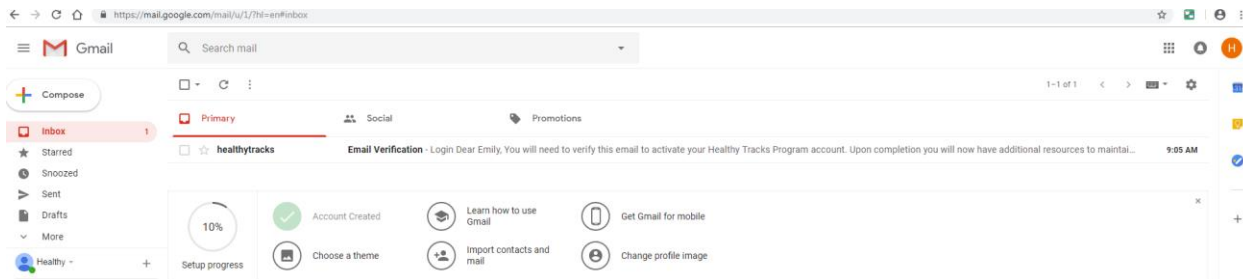 https://mail.google.com/mail/u/1/?hl=en#inbox
Gmail
Search mail
H
Compose
1–1 of 1
Primary
Social
Promotions
Inbox 1
healthytracks Email Verification - Login Dear Emily, You will need to verify this email to activate your Healthy Tracks Program account. Upon completion you will now have additional resources to maintai... 9:05 AM
Starred
Snoozed
Sent
Drafts
More
Healthy
10%
Setup progress
Account Created
Learn how to use
Gmail
Get Gmail for mobile
Choose a theme
Import contacts and
mail
Change profile image